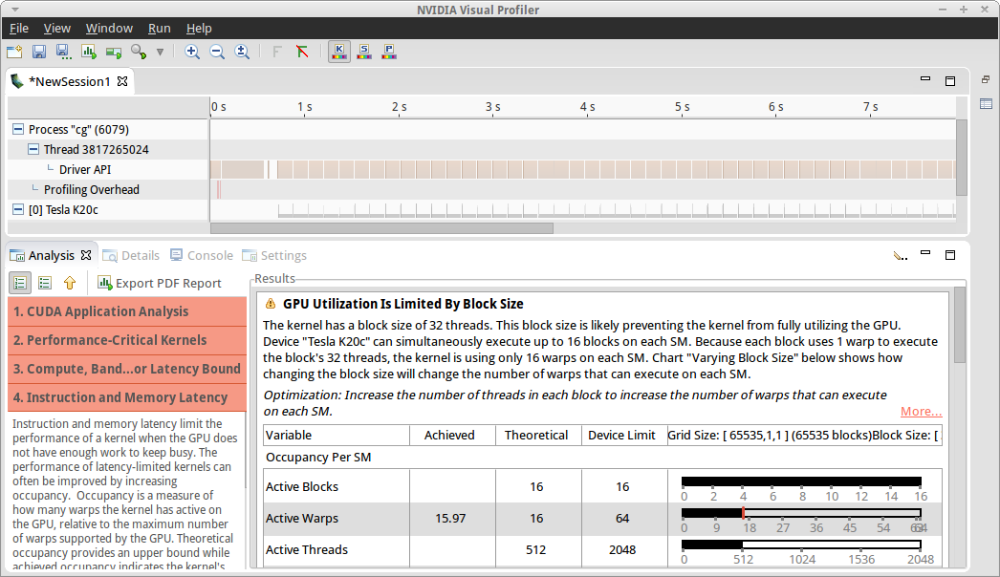 NVIDIA Visual Profiler
File View Window Run Help
F K S P
*NewSession1
0 s 1 s 2 s 3 s 4 s 5 s 6 s 7 s
Process "cg" (6079)
Thread 3817265024
Driver API
Profiling Overhead
[0] Tesla K20c
Analysis Details Console Settings
Export PDF Report
1. CUDA Application Analysis
2. Performance-Critical Kernels
3. Compute, Band...or Latency Bound
4. Instruction and Memory Latency
Instruction and memory latency limit the
performance of a kernel when the GPU does
not have enough work to keep busy. The
performance of latency-limited kernels can
often be improved by increasing
occupancy. Occupancy is a measure of
how many warps the kernel has active on
the GPU, relative to the maximum number
of warps supported by the GPU. Theoretical
occupancy provides an upper bound while
achieved occupancy indicates the kernel's
Results
GPU Utilization Is Limited By Block Size
The kernel has a block size of 32 threads. This block size is likely preventing the kernel from fully utilizing the GPU.
Device "Tesla K20c" can simultaneously execute up to 16 blocks on each SM. Because each block uses 1 warp to execute
the block's 32 threads, the kernel is using only 16 warps on each SM. Chart "Varying Block Size" below shows how
changing the block size will change the number of warps that can execute on each SM.
Optimization: Increase the number of threads in each block to increase the number of warps that can execute
on each SM.
More...
Variable Achieved Theoretical Device Limit Grid Size: [ 65535,1,1 ] (65535 blocks)Block Size: [
Occupancy Per SM
Active Blocks 16 16
0 2 4 6 8 10 12 14 16
Active Warps 15.97 16 64
0 9 18 27 36 45 54 63 64
Active Threads 512 2048
0 512 1024 1536 2048